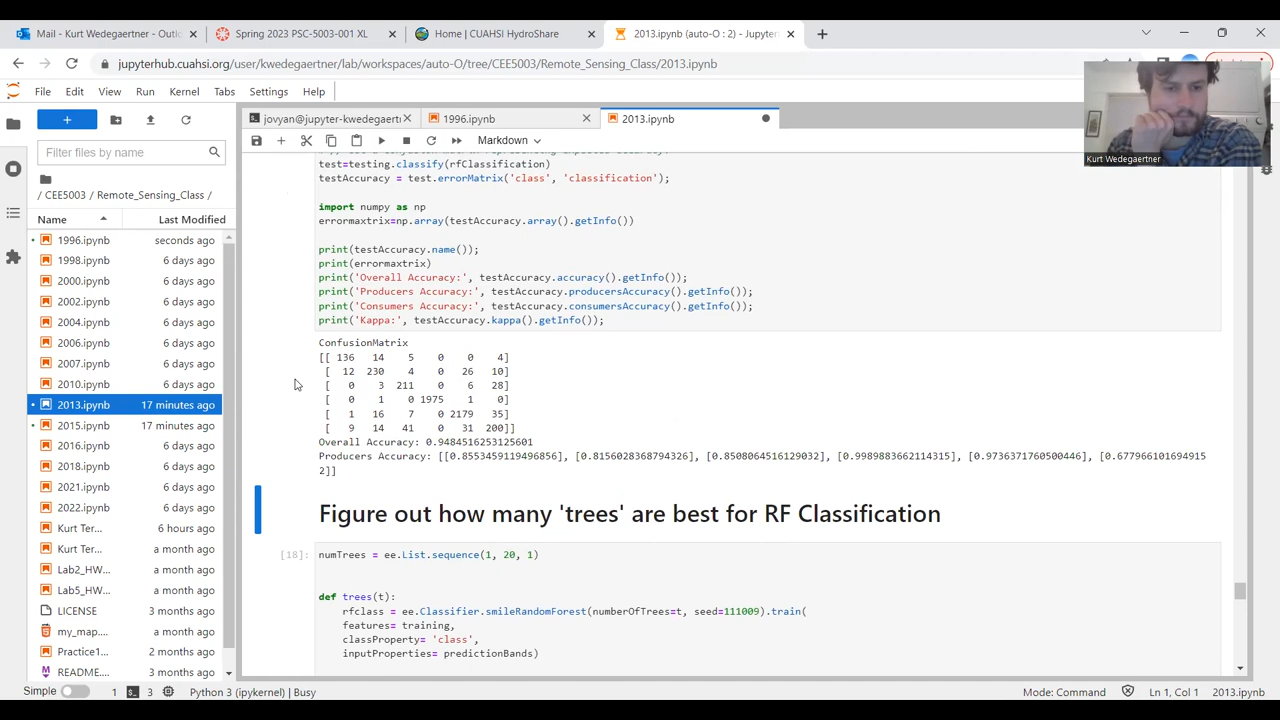 Mail - Kurt Wedegaertner - Outlo
Spring 2023 PSC-5003-001 XL
Home | CUAHSI HydroShare
2013.ipynb (auto-O : 2) - Jupyter
jupyterhub.cuahsi.org/user/kwedegaertner/lab/workspaces/auto-O/tree/CEE5003/Remote_Sensing_Class/2013.ipynb
File Edit View Run Kernel Tabs Settings Help
Kurt Wedegaertner
jovyan@jupyter-kwedegaertr
1996.ipynb
2013.ipynb
Markdown
Filter files by name
/ CEE5003 / Remote_Sensing_Class /
Name Last Modified
1996.ipynb seconds ago
1998.ipynb 6 days ago
2000.ipynb 6 days ago
2002.ipynb 6 days ago
2004.ipynb 6 days ago
2006.ipynb 6 days ago
2007.ipynb 6 days ago
2010.ipynb 6 days ago
2013.ipynb 17 minutes ago
2015.ipynb 17 minutes ago
2016.ipynb 6 days ago
2018.ipynb 6 days ago
2021.ipynb 6 days ago
2022.ipynb 6 days ago
Kurt Ter... 6 hours ago
Kurt Ter... a month ago
Lab2_HW... a month ago
Lab5_HW... a month ago
LICENSE 3 months ago
my_map.... a month ago
Practice1... 2 months ago
README... 3 months ago
test=testing.classify(rfClassification)
testAccuracy = test.errorMatrix('class', 'classification');
import numpy as np
errormaxtrix=np.array(testAccuracy.array().getInfo())
print(testAccuracy.name());
print(errormaxtrix)
print('Overall Accuracy:', testAccuracy.accuracy().getInfo());
print('Producers Accuracy:', testAccuracy.producersAccuracy().getInfo());
print('Consumers Accuracy:', testAccuracy.consumersAccuracy().getInfo());
print('Kappa:', testAccuracy.kappa().getInfo());
ConfusionMatrix
[[ 136 14 5 0 0 4]
[ 12 230 4 0 26 10]
[ 0 3 211 0 6 28]
[ 0 1 0 1975 1 0]
[ 1 16 7 0 2179 35]
[ 9 14 41 0 31 200]]
Overall Accuracy: 0.9484516253125601
Producers Accuracy: [[0.8553459119496856], [0.8156028368794326], [0.8508064516129032], [0.9989883662114315], [0.9736371760500446], [0.677966101694915
2]]
Figure out how many 'trees' are best for RF Classification
[18]: numTrees = ee.List.sequence(1, 20, 1)
def trees(t):
rfclass = ee.Classifier.smileRandomForest(numberOfTrees=t, seed=111009).train(
features= training,
classProperty= 'class',
inputProperties= predictionBands)
Simple 1 3 Python 3 (ipykernel) | Busy Mode: Command Ln 1, Col 1 2013.ipynb